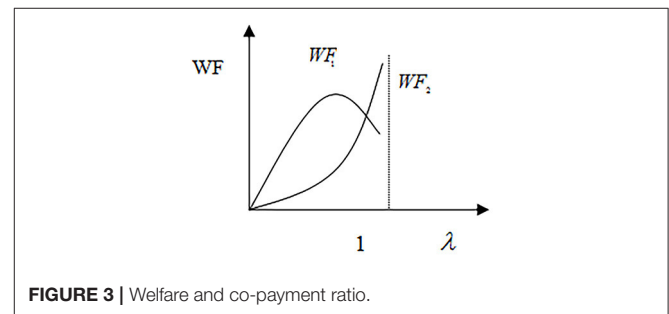 WF₁
WF
WF₂
1 λ
FIGURE 3 | Welfare and co-payment ratio.